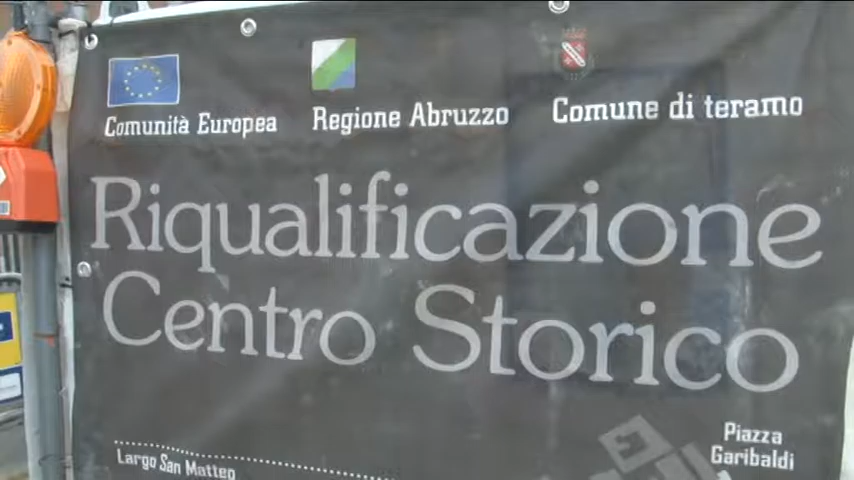 Comunità Europea
Regione Abruzzo
Comune di teramo
Riqualificazione
Centro Storico
Largo San Matteo
Piazza
Garibaldi